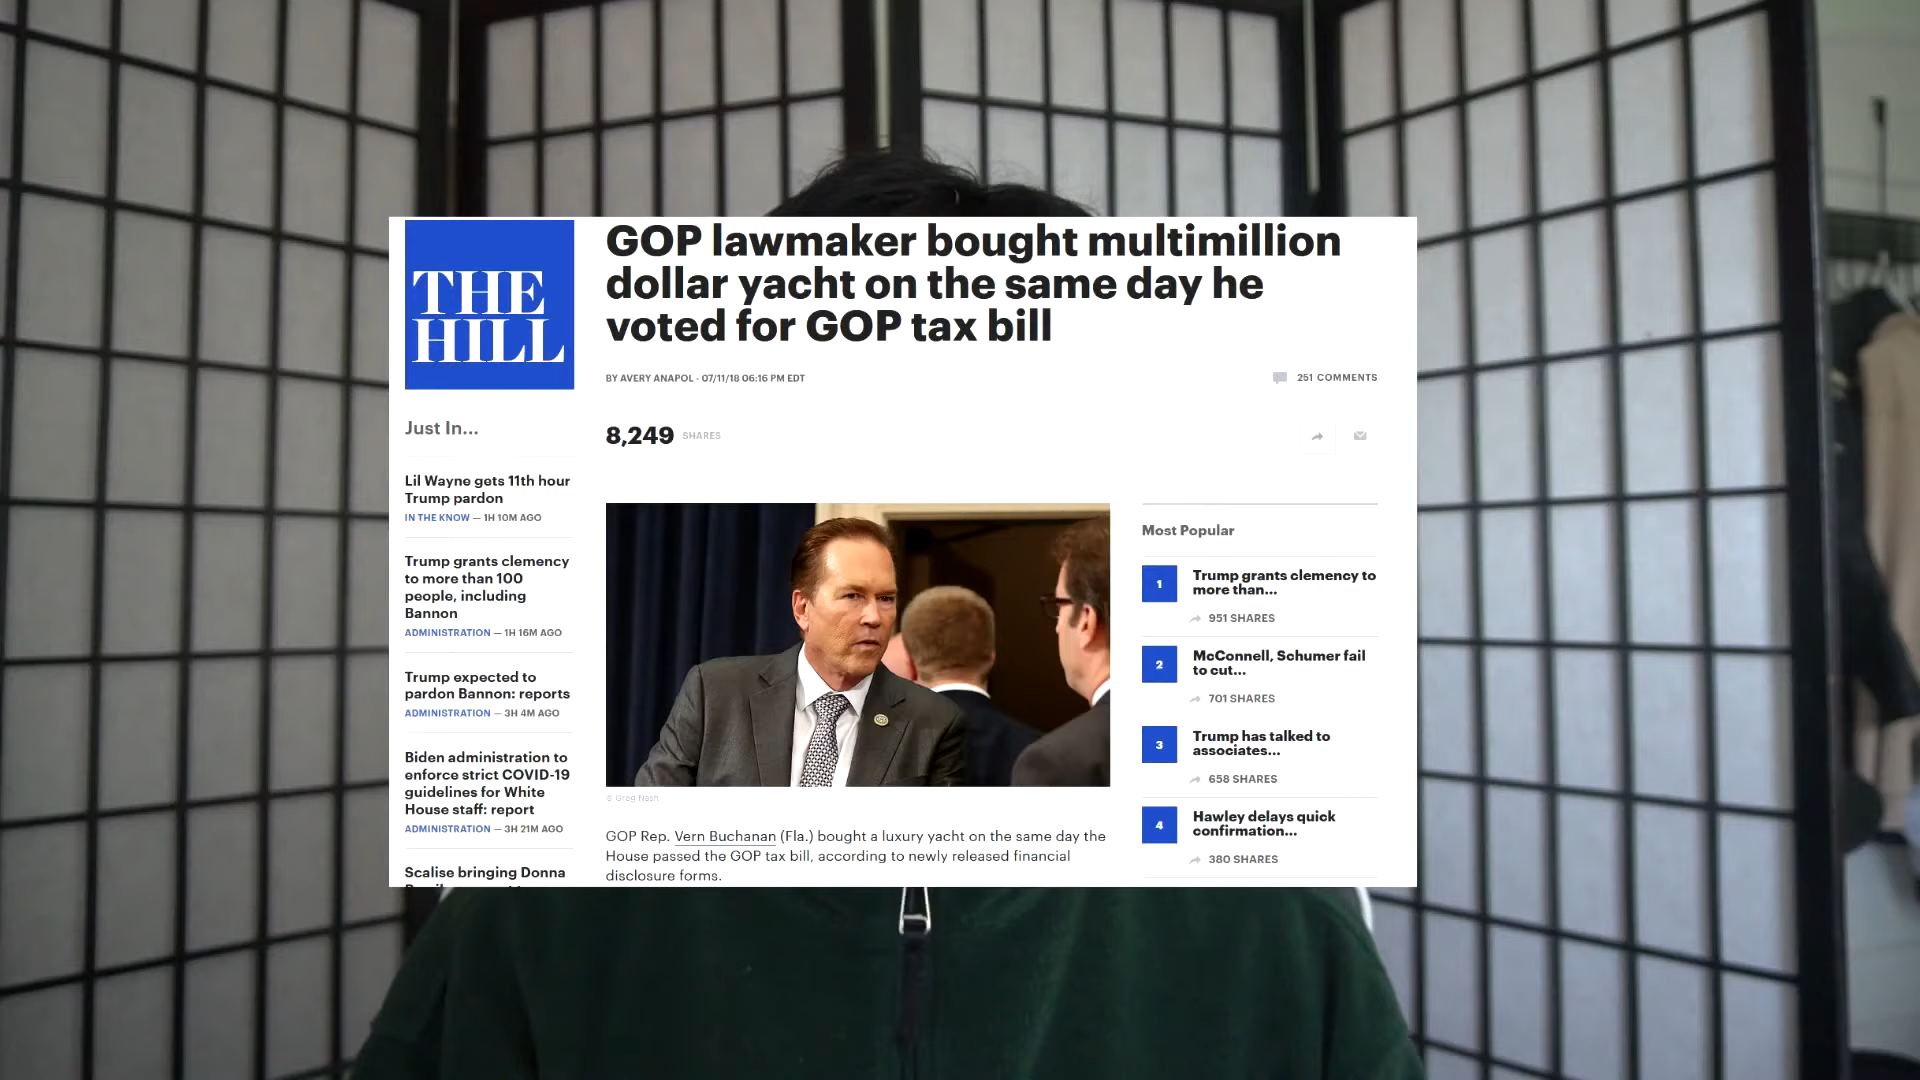 THE
HILL
GOP lawmaker bought multimillion
dollar yacht on the same day he
voted for GOP tax bill
BY AVERY ANAPOL - 07/11/18 06:16 PM EDT
251 COMMENTS
8,249 SHARES
Just In...
Lil Wayne gets 11th hour
Trump pardon
IN THE KNOW — 1H 10M AGO
Trump grants clemency
to more than 100
people, including
Bannon
ADMINISTRATION — 1H 16M AGO
Trump expected to
pardon Bannon: reports
ADMINISTRATION — 3H 4M AGO
Biden administration to
enforce strict COVID-19
guidelines for White
House staff: report
ADMINISTRATION — 3H 21M AGO
Scalise bringing Donna
© Greg Nash
GOP Rep. Vern Buchanan (Fla.) bought a luxury yacht on the same day the
House passed the GOP tax bill, according to newly released financial
disclosure forms.
Most Popular
1
Trump grants clemency to
more than...
951 SHARES
2
McConnell, Schumer fail
to cut...
701 SHARES
3
Trump has talked to
associates...
658 SHARES
4
Hawley delays quick
confirmation...
380 SHARES